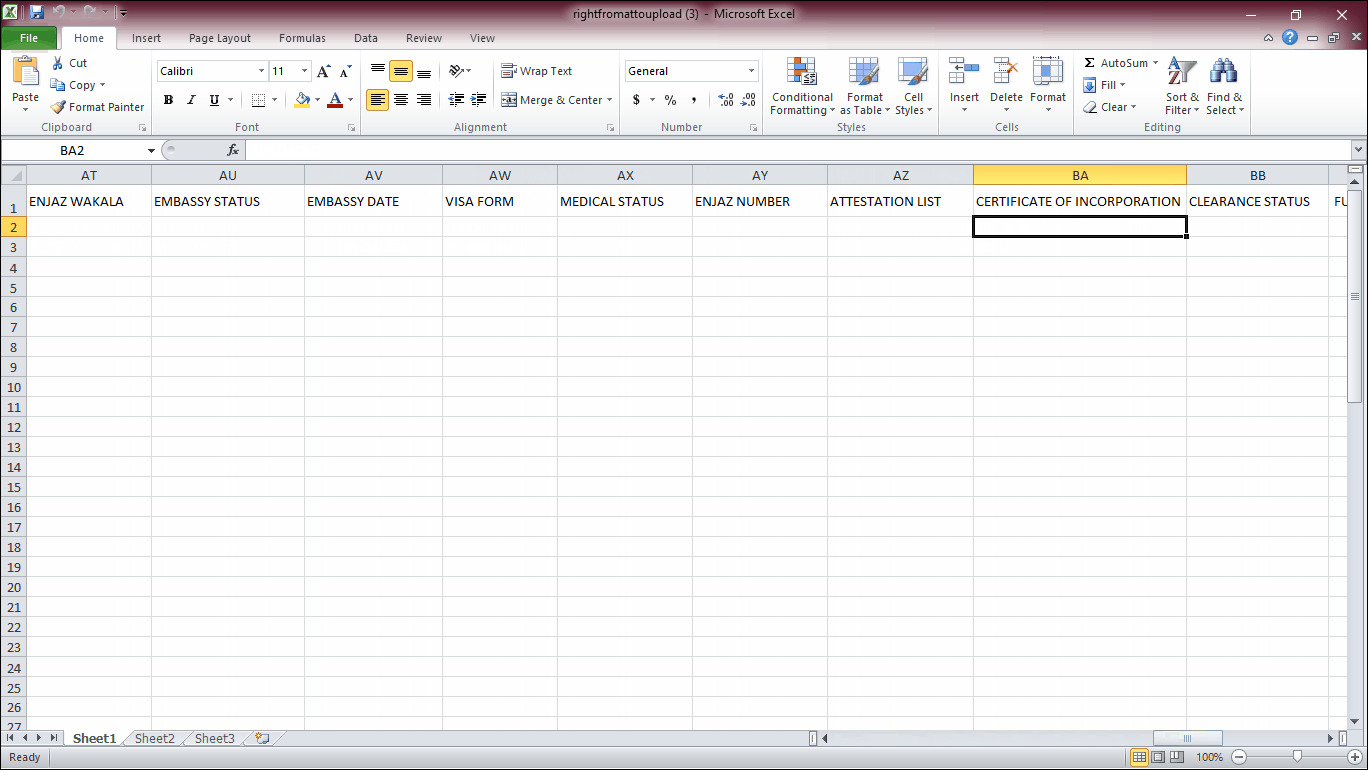 rightfromattoupload (3) - Microsoft Excel
File Home Insert Page Layout Formulas Data Review View
Paste
Cut
Copy
Format Painter
Clipboard
Calibri 11
B I U
Font
Wrap Text
Merge & Center
Alignment
General
$ % ,
Number
Conditional Formatting
Format as Table
Cell Styles
Styles
Insert
Delete
Format
Cells
AutoSum
Fill
Clear
Sort & Filter
Find & Select
Editing
BA2 fx
AT AU AV AW AX AY AZ BA BB
1 ENJAZ WAKALA EMBASSY STATUS EMBASSY DATE VISA FORM MEDICAL STATUS ENJAZ NUMBER ATTESTATION LIST CERTIFICATE OF INCORPORATION CLEARANCE STATUS FU
2
3
4
5
6
7
8
9
10
11
12
13
14
15
16
17
18
19
20
21
22
23
24
25
26
27
Sheet1 Sheet2 Sheet3
Ready 100%